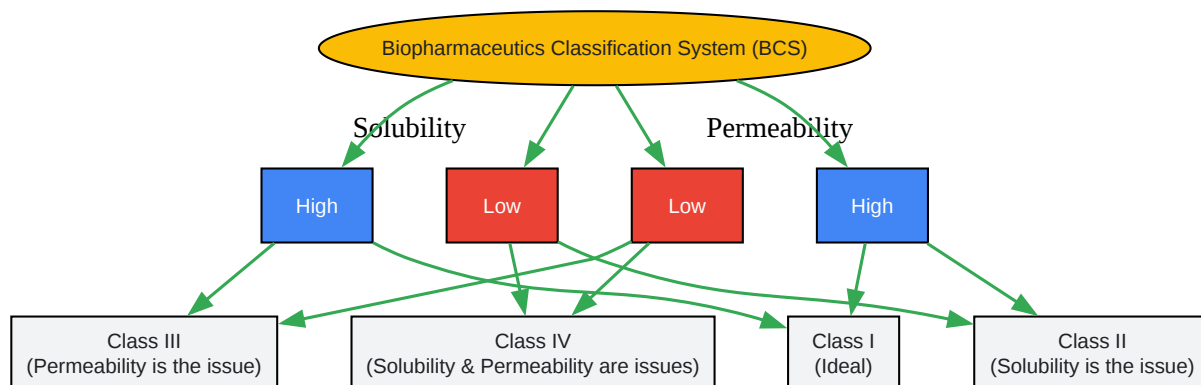 Biopharmaceutics Classification System (BCS)
Solubility
Permeability
High
Low
Low
High
Class III
(Permeability is the issue)
Class IV
(Solubility & Permeability are issues)
Class I
(Ideal)
Class II
(Solubility is the issue)